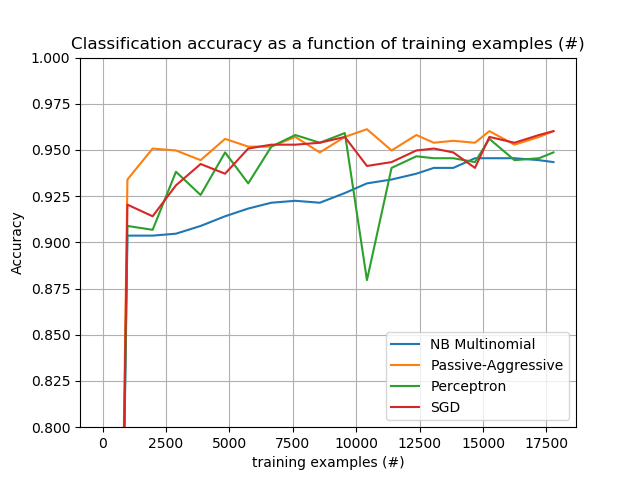 Classification accuracy as a function of training examples (#)
1.000
0.975
0.950
0.925
0.900
0.875
0.850
0.825
0.800
Accuracy
NB Multinomial
Passive-Aggressive
Perceptron
SGD
0
2500
5000
7500
10000
12500
15000
17500
training examples (#)